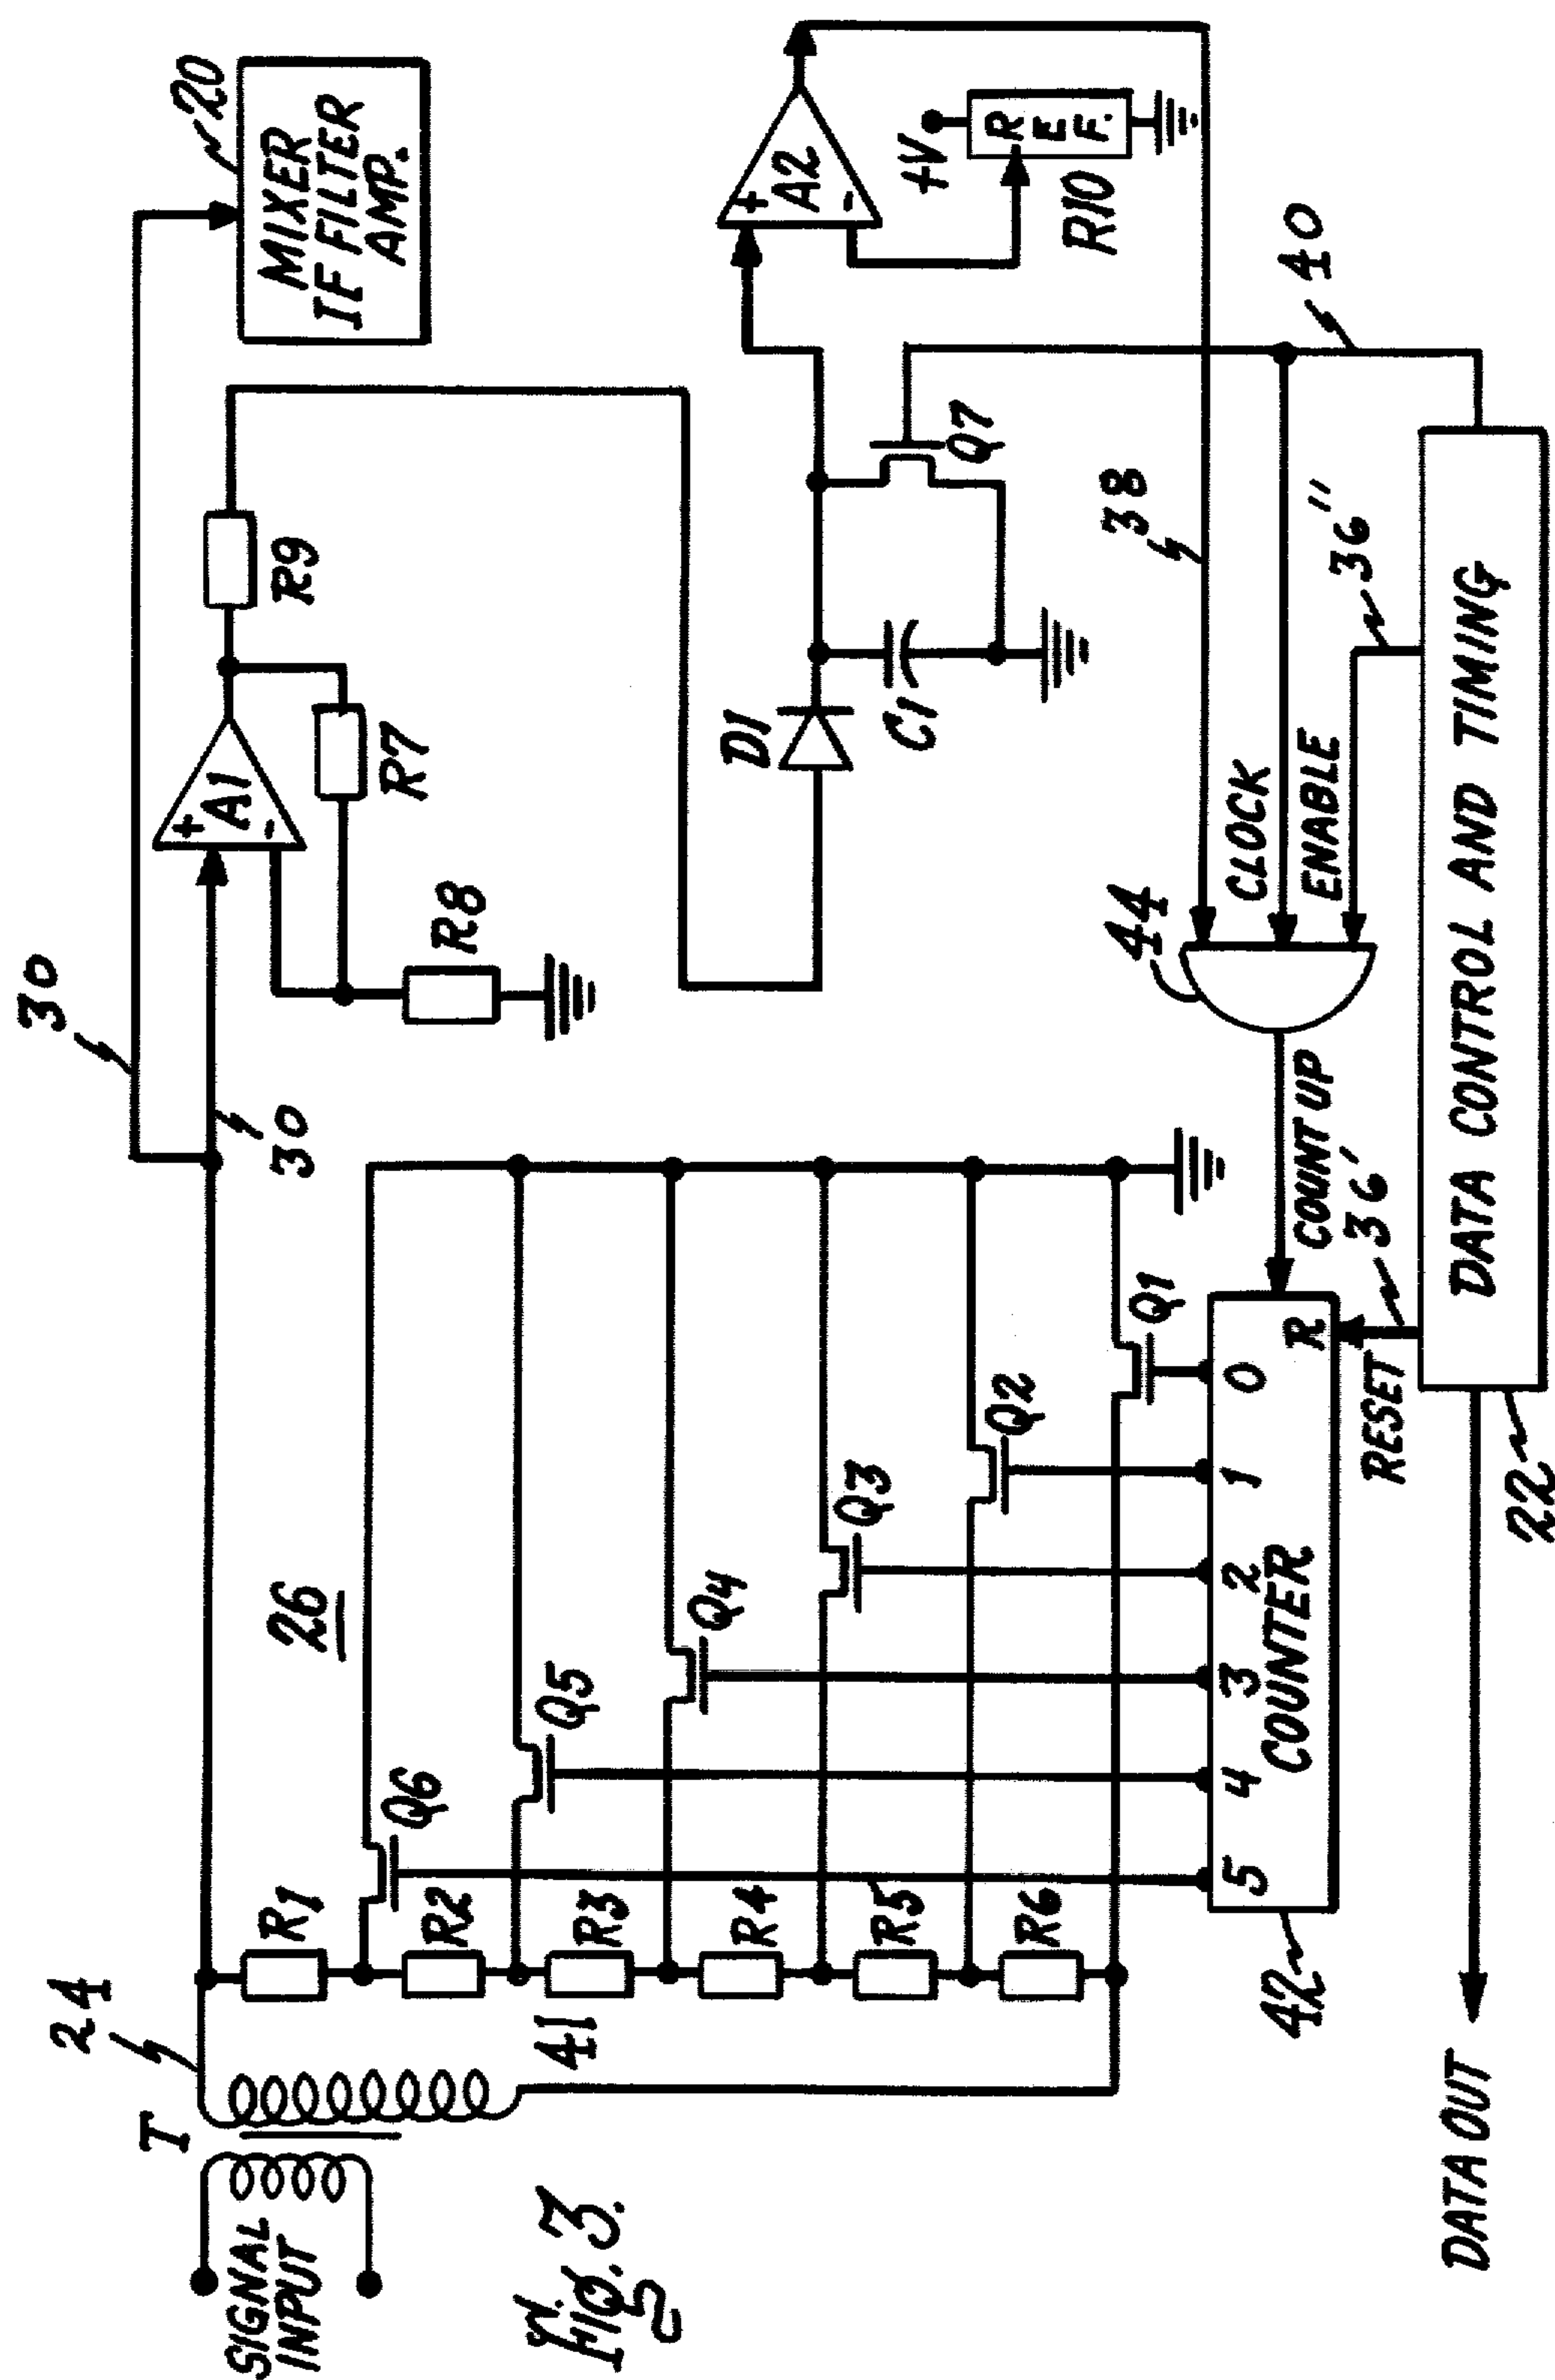 SIGNAL
INPUT
T
24
41
R1
R2
R3
R4
R5
R6
26
Q6
Q5
Q4
Q3
Q2
Q1
5 4 3 2 1 0
COUNTER
R
42
RESET
36'
COUNT UP
44
CLOCK
ENABLE
36"
38
40
30
30
A1
+
-
R7
R8
R9
20
MIXER
IF FILTER
AMP.
D1
C1
Q7
A2
+
-
+V
REF.
R10
DATA CONTROL AND TIMING
22
DATA OUT
Fig. 3.